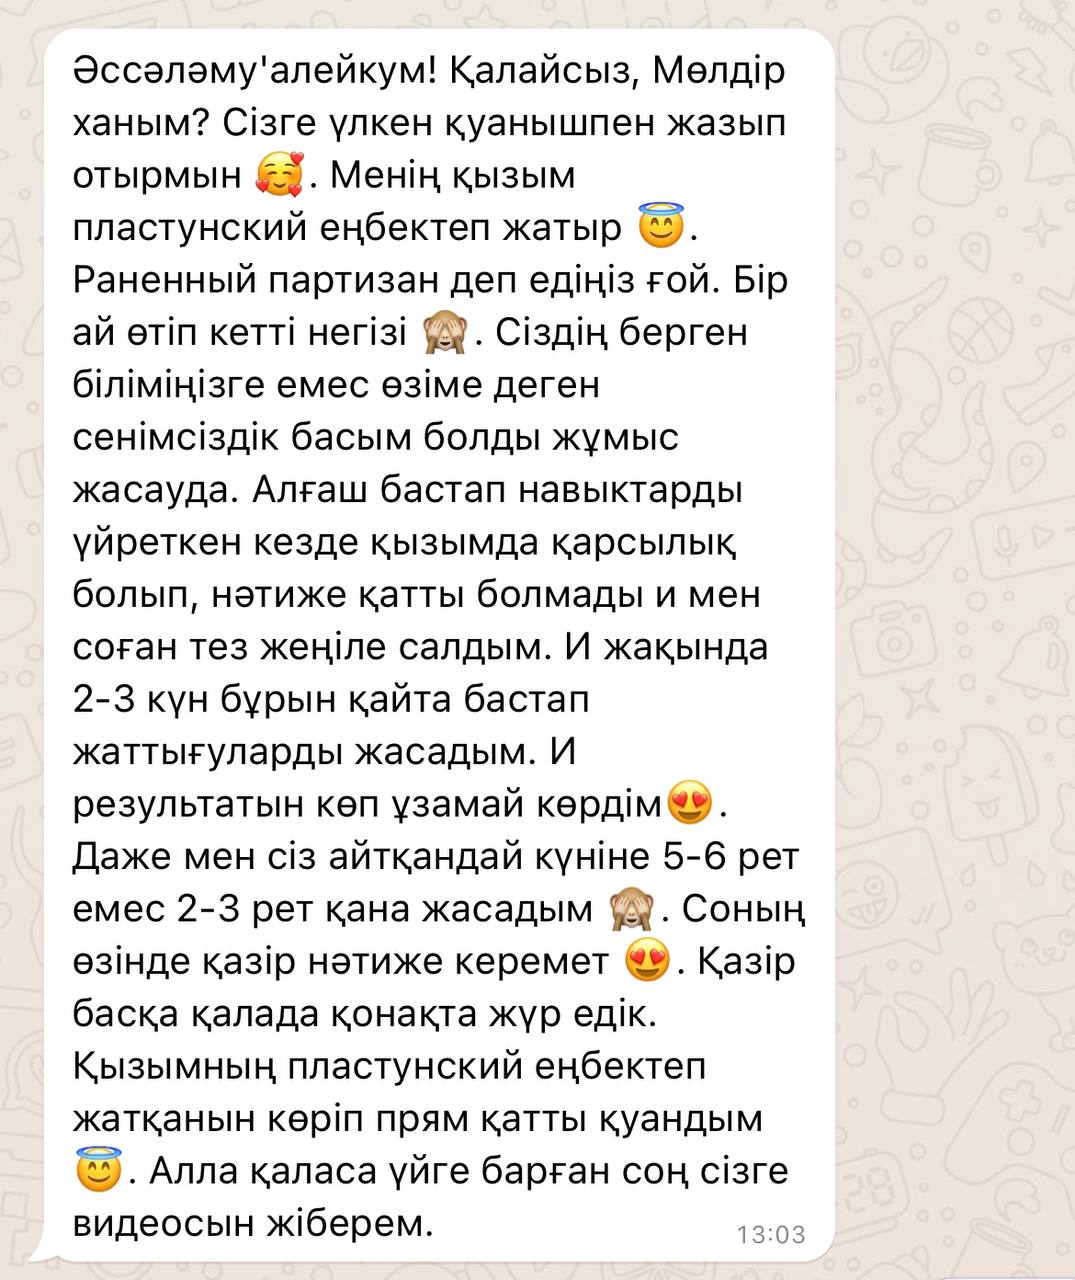 Әссәләму'алейкум! Қалайсыз, Мөлдір
ханым? Сізге үлкен қуанышпен жазып
отырмын 🥰. Менің қызым
пластунский еңбектеп жатыр 😇.
Раненный партизан деп едіңіз ғой. Бір
ай өтіп кетті негізі 🙈. Сіздің берген
біліміңізге емес өзіме деген
сенімсіздік басым болды жұмыс
жасауда. Алғаш бастап навыктарды
үйреткен кезде қызымда қарсылық
болып, нәтиже қатты болмады и мен
соған тез жеңіле салдым. И жақында
2-3 күн бұрын қайта бастап
жаттығуларды жасадым. И
результатын көп ұзамай көрдім😍.
Даже мен сіз айтқандай күніне 5-6 рет
емес 2-3 рет қана жасадым 🙈. Соның
өзінде қазір нәтиже керемет 😍. Қазір
басқа қалада қонақта жүр едік.
Қызымның пластунский еңбектеп
жатқанын көріп прям қатты қуандым
😇. Алла қаласа үйге барған соң сізге
видеосын жіберем.
13:03